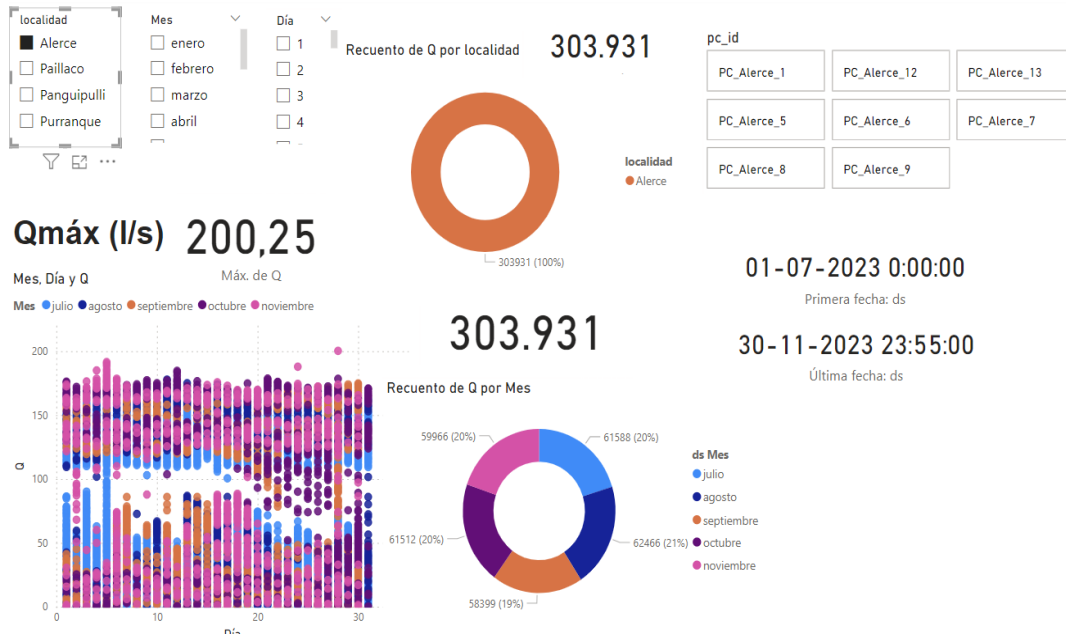 localidad
Alerce
Paillaco
Panguipulli
Purranque
Mes
enero
febrero
marzo
abril
Día
1
2
3
4
Recuento de Q por localidad
303.931
303931 (100%)
localidad
Alerce
pc_id
PC_Alerce_1
PC_Alerce_12
PC_Alerce_13
PC_Alerce_5
PC_Alerce_6
PC_Alerce_7
PC_Alerce_8
PC_Alerce_9
Qmáx (l/s)
200,25
Máx. de Q
Mes, Día y Q
Mes julio agosto septiembre octubre noviembre
200
150
100
50
0
Q
0 10 20 30
Día
01-07-2023 0:00:00
Primera fecha: ds
30-11-2023 23:55:00
Última fecha: ds
303.931
Recuento de Q por Mes
59966 (20%)
61588 (20%)
61512 (20%)
62466 (21%)
58399 (19%)
ds Mes
julio
agosto
septiembre
octubre
noviembre